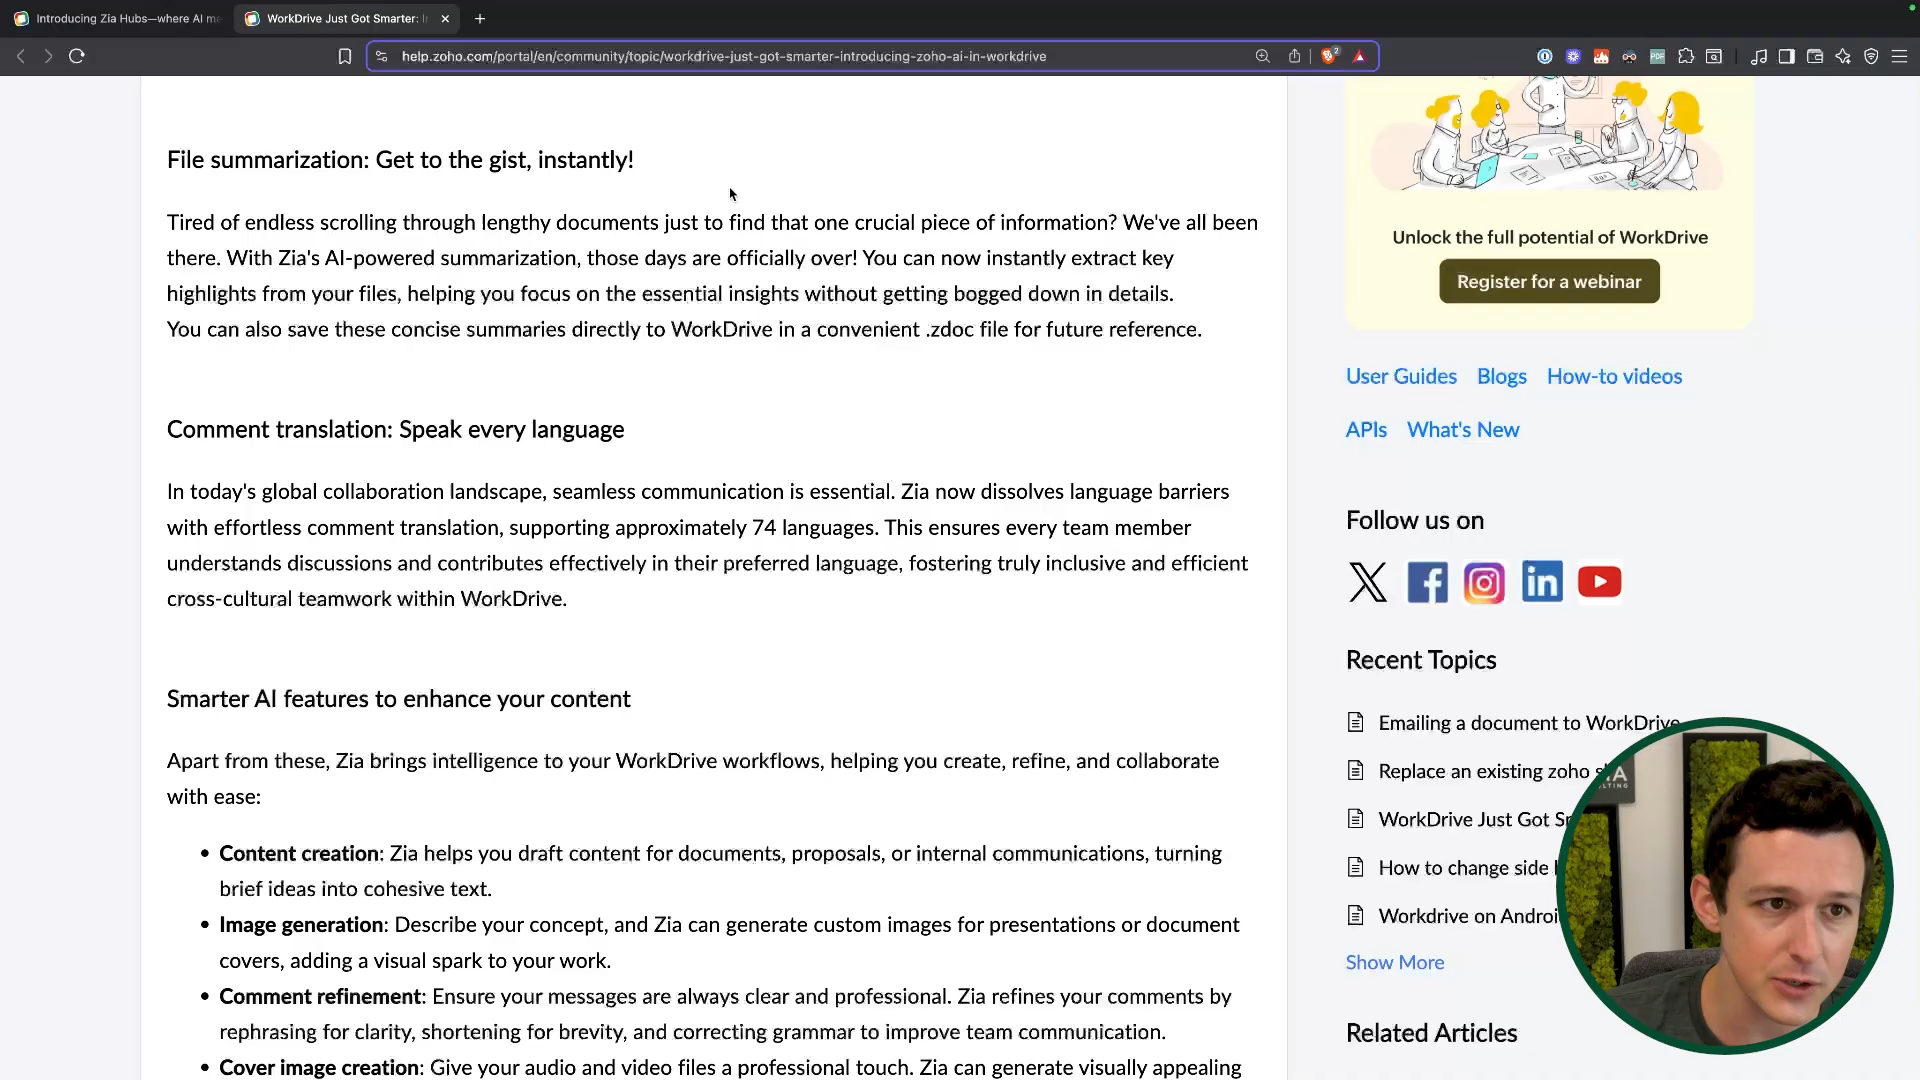 Introducing Zia Hubs—where AI m
WorkDrive Just Got Smarter: I
help.zoho.com/portal/en/community/topic/workdrive-just-got-smarter-introducing-zoho-ai-in-workdrive
2
PDF
File summarization: Get to the gist, instantly!
Tired of endless scrolling through lengthy documents just to find that one crucial piece of information? We've all been
there. With Zia's AI-powered summarization, those days are officially over! You can now instantly extract key
highlights from your files, helping you focus on the essential insights without getting bogged down in details.
You can also save these concise summaries directly to WorkDrive in a convenient .zdoc file for future reference.
Comment translation: Speak every language
In today's global collaboration landscape, seamless communication is essential. Zia now dissolves language barriers
with effortless comment translation, supporting approximately 74 languages. This ensures every team member
understands discussions and contributes effectively in their preferred language, fostering truly inclusive and efficient
cross-cultural teamwork within WorkDrive.
Smarter AI features to enhance your content
Apart from these, Zia brings intelligence to your WorkDrive workflows, helping you create, refine, and collaborate
with ease:
• Content creation: Zia helps you draft content for documents, proposals, or internal communications, turning
brief ideas into cohesive text.
• Image generation: Describe your concept, and Zia can generate custom images for presentations or document
covers, adding a visual spark to your work.
• Comment refinement: Ensure your messages are always clear and professional. Zia refines your comments by
rephrasing for clarity, shortening for brevity, and correcting grammar to improve team communication.
• Cover image creation: Give your audio and video files a professional touch. Zia can generate visually appealing
Unlock the full potential of WorkDrive
Register for a webinar
User Guides Blogs How-to videos
APIs What's New
Follow us on
Recent Topics
Emailing a document to WorkDrive
Replace an existing zoho s
WorkDrive Just Got Sm
How to change side
Workdrive on Androi
Show More
Related Articles